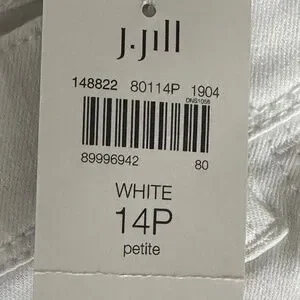 J.Jill
148822 80114P 1904
DNS1058
89996942 80
WHITE
14P
petite